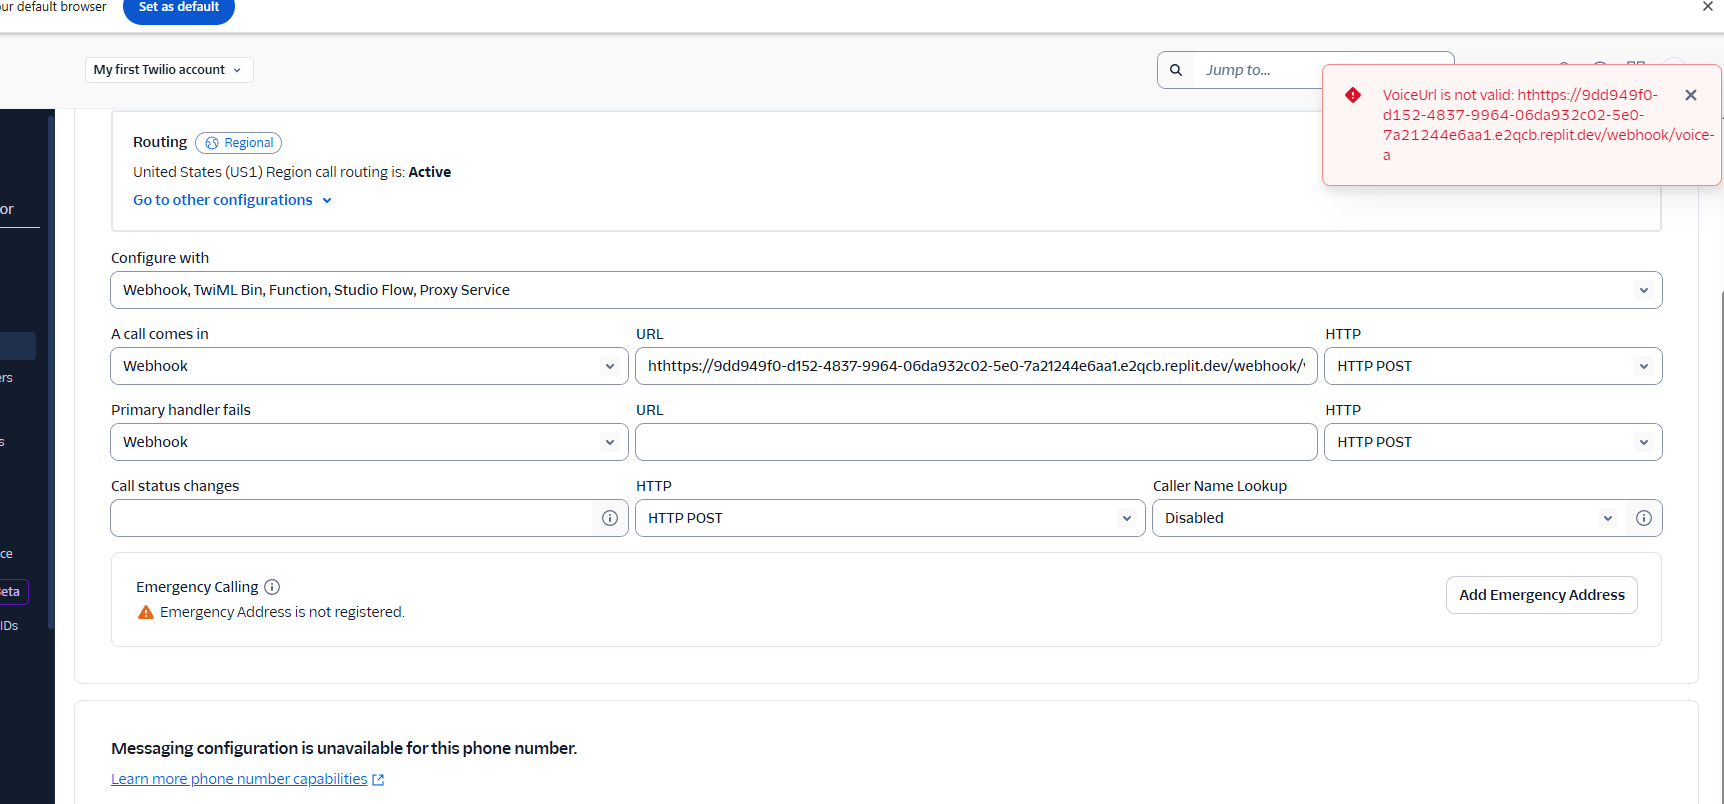 ur default browser
Set as default
My first Twilio account
Jump to...
VoiceUrl is not valid: hthttps://9dd949f0-
d152-4837-9964-06da932c02-5e0-
7a21244e6aa1.e2qcb.replit.dev/webhook/voice-
a
Routing
Regional
United States (US1) Region call routing is: Active
Go to other configurations
or
Configure with
Webhook, TwiML Bin, Function, Studio Flow, Proxy Service
A call comes in
URL
HTTP
Webhook
hthttps://9dd949f0-d152-4837-9964-06da932c02-5e0-7a21244e6aa1.e2qcb.replit.dev/webhook/
HTTP POST
ers
Primary handler fails
URL
HTTP
Webhook
HTTP POST
s
Call status changes
HTTP
Caller Name Lookup
HTTP POST
Disabled
ce
Beta
IDs
Emergency Calling
Emergency Address is not registered.
Add Emergency Address
Messaging configuration is unavailable for this phone number.
Learn more phone number capabilities